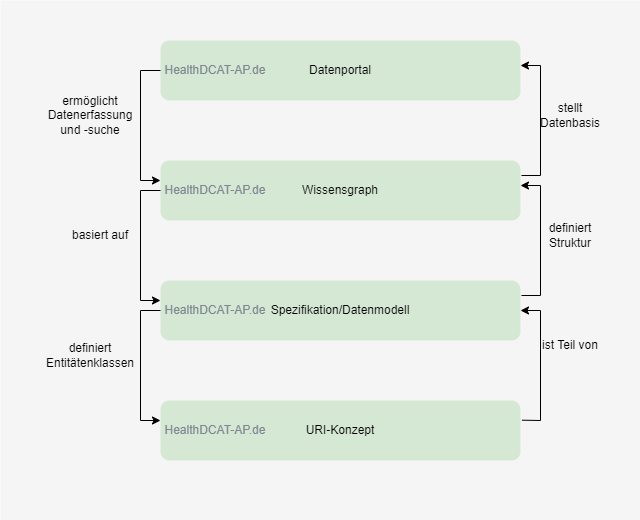 HealthDCAT-AP.de Datenportal
ermöglicht
Datenerfassung
und -suche
stellt
Datenbasis
HealthDCAT-AP.de Wissensgraph
basiert auf
definiert
Struktur
HealthDCAT-AP.de Spezifikation/Datenmodell
definiert
Entitätenklassen
ist Teil von
HealthDCAT-AP.de URI-Konzept